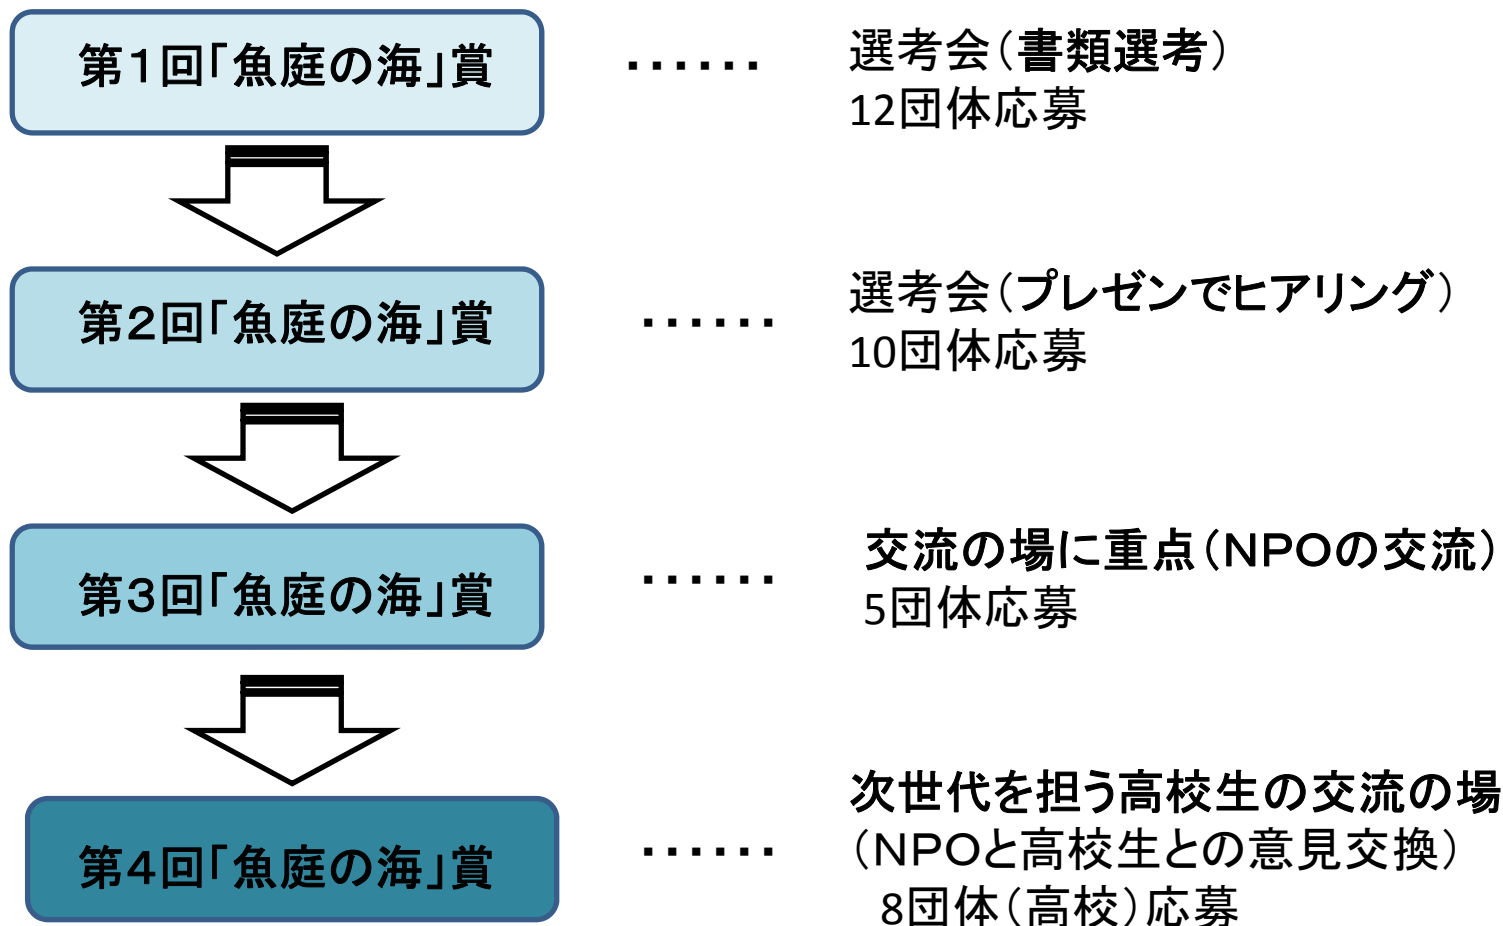 第1回「魚庭の海」賞
‥‥‥
選考会（書類選考）
12団体応募
第2回「魚庭の海」賞
‥‥‥
選考会（プレゼンでヒアリング）
10団体応募
第3回「魚庭の海」賞
‥‥‥
交流の場に重点（NPOの交流）
5団体応募
第4回「魚庭の海」賞
‥‥‥
次世代を担う高校生の交流の場
（NPOと高校生との意見交換）
8団体（高校）応募